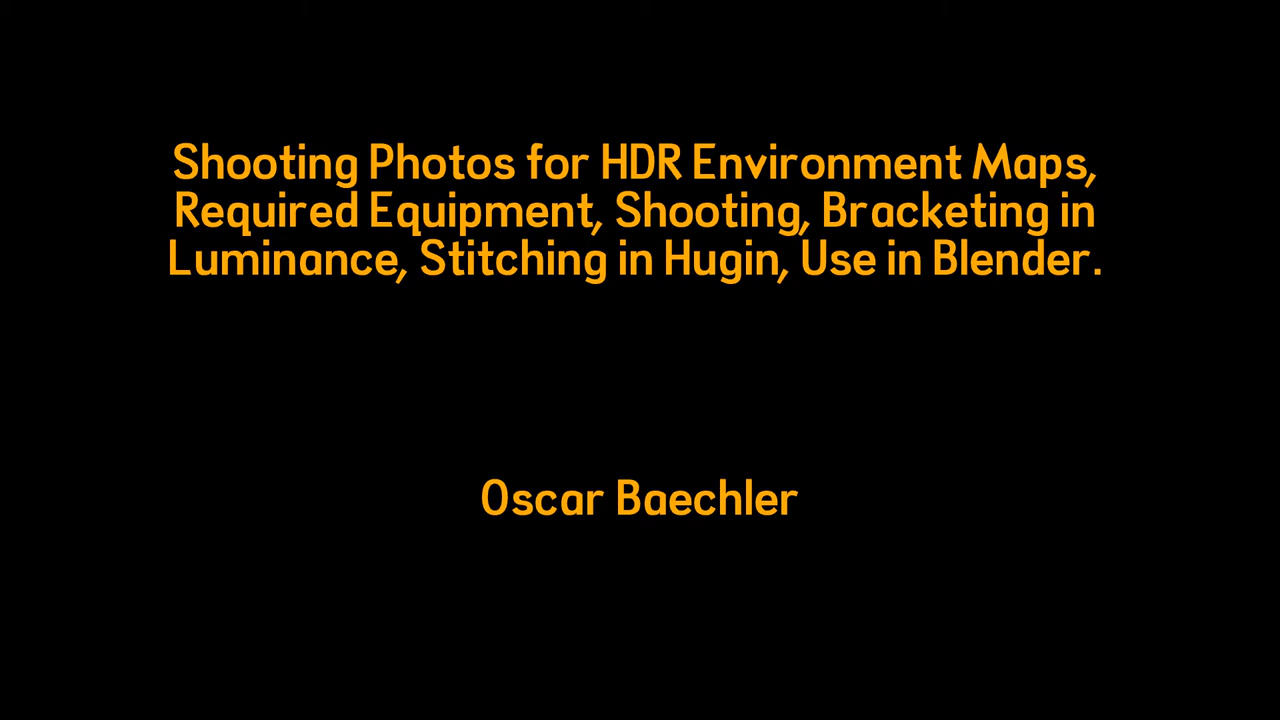 Shooting Photos for HDR Environment Maps,
Required Equipment, Shooting, Bracketing in
Luminance, Stitching in Hugin, Use in Blender.
Oscar Baechler